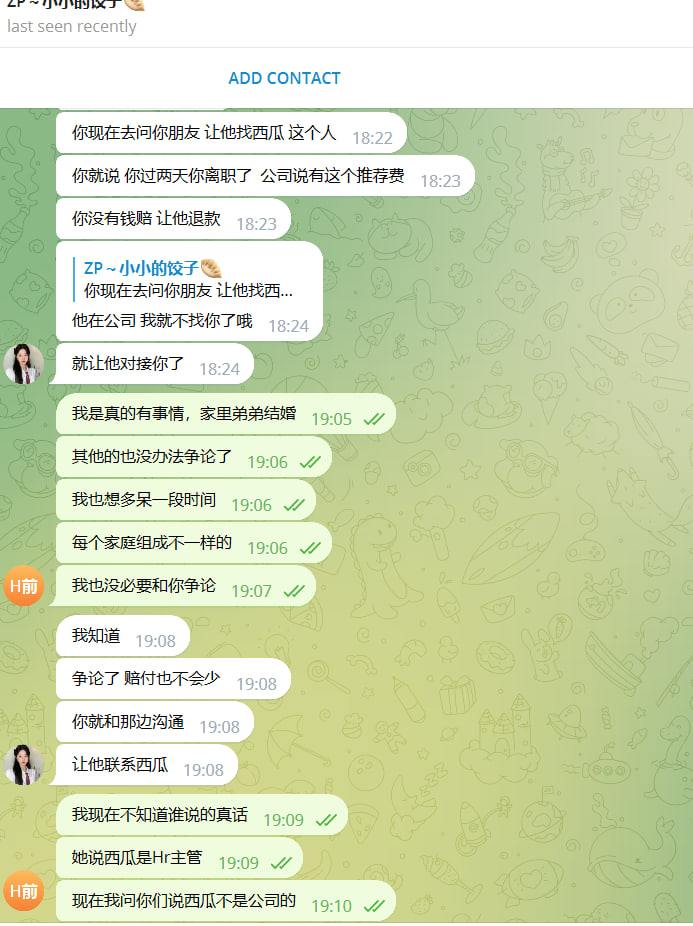 ZP ~ 小小的饺子🥟
last seen recently
ADD CONTACT
你现在去问你朋友 让他找西瓜 这个人 18:22
你就说 你过两天你离职了 公司说有这个推荐费 18:23
你没有钱赔 让他退款 18:23
ZP ~ 小小的饺子🥟
你现在去问你朋友 让他找西...
他在公司 我就不找你了哦 18:24
就让他对接你了 18:24
我是真的有事情，家里弟弟结婚 19:05
其他的也没办法争论了 19:06
我也想多呆一段时间 19:06
每个家庭组成不一样的 19:06
H前
我也没必要和你争论 19:07
我知道 19:08
争论了 赔付也不会少 19:08
你就和那边沟通 19:08
让他联系西瓜 19:08
我现在不知道谁说的真话 19:09
她说西瓜是Hr主管 19:09
H前
现在我问你们说西瓜不是公司的 19:10